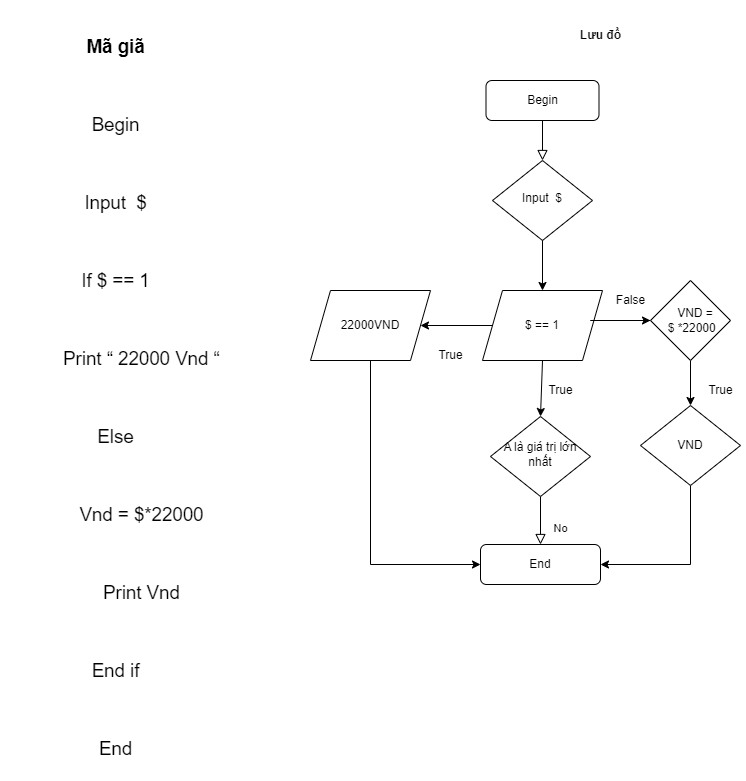 Mã giã
Begin
Input $
If $ == 1
Print “ 22000 Vnd “
Else
Vnd = $*22000
Print Vnd
End if
End
Lưu đồ
Begin
Input $
22000VND
$ == 1
False
VND =
$ *22000
True
True
True
A là giá trị lớn
nhất
VND
No
End